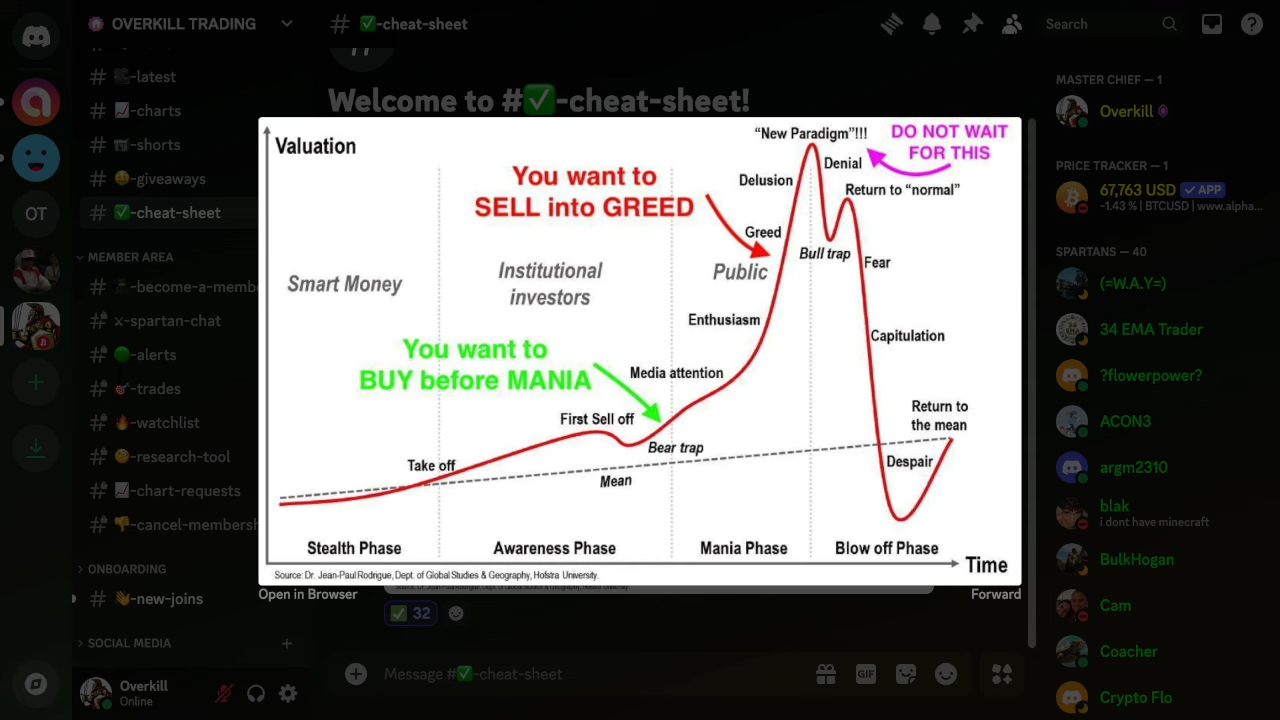 OVERKILL TRADING
-latest
-charts
-shorts
-giveaways
-cheat-sheet
MEMBER AREA
-become-a-memb
-spartan-chat
-alerts
-trades
-watchlist
-research-tool
-chart-requests
-cancel-membersh
ONBOARDING
-new-joins
SOCIAL MEDIA
Overkill
Online
OT
# ✅-cheat-sheet
Search
Welcome to #✅-cheat-sheet!
Valuation
"New Paradigm"!!!
DO NOT WAIT
FOR THIS
Denial
Delusion
Return to "normal"
You want to
SELL into GREED
Greed
Bull trap
Fear
Smart Money
Institutional
investors
Public
Enthusiasm
Capitulation
You want to
BUY before MANIA
Media attention
First Sell off
Return to
the mean
Bear trap
Take off
Mean
Despair
Stealth Phase
Awareness Phase
Mania Phase
Blow off Phase
Time
Source: Dr. Jean-Paul Rodrigue, Dept. of Global Studies & Geography, Hofstra University.
Open in Browser
Forward
✅ 32
Message #✅-cheat-sheet
GIF
MASTER CHIEF — 1
Overkill
PRICE TRACKER — 1
67,763 USD ✓ APP
-1.43 % | BTCUSD | www.alpha...
SPARTANS — 40
(=W.A.Y=)
34 EMA Trader
?flowerpower?
ACON3
argm2310
blak
i dont have minecraft
BulkHogan
Cam
Coacher
Crypto Flo